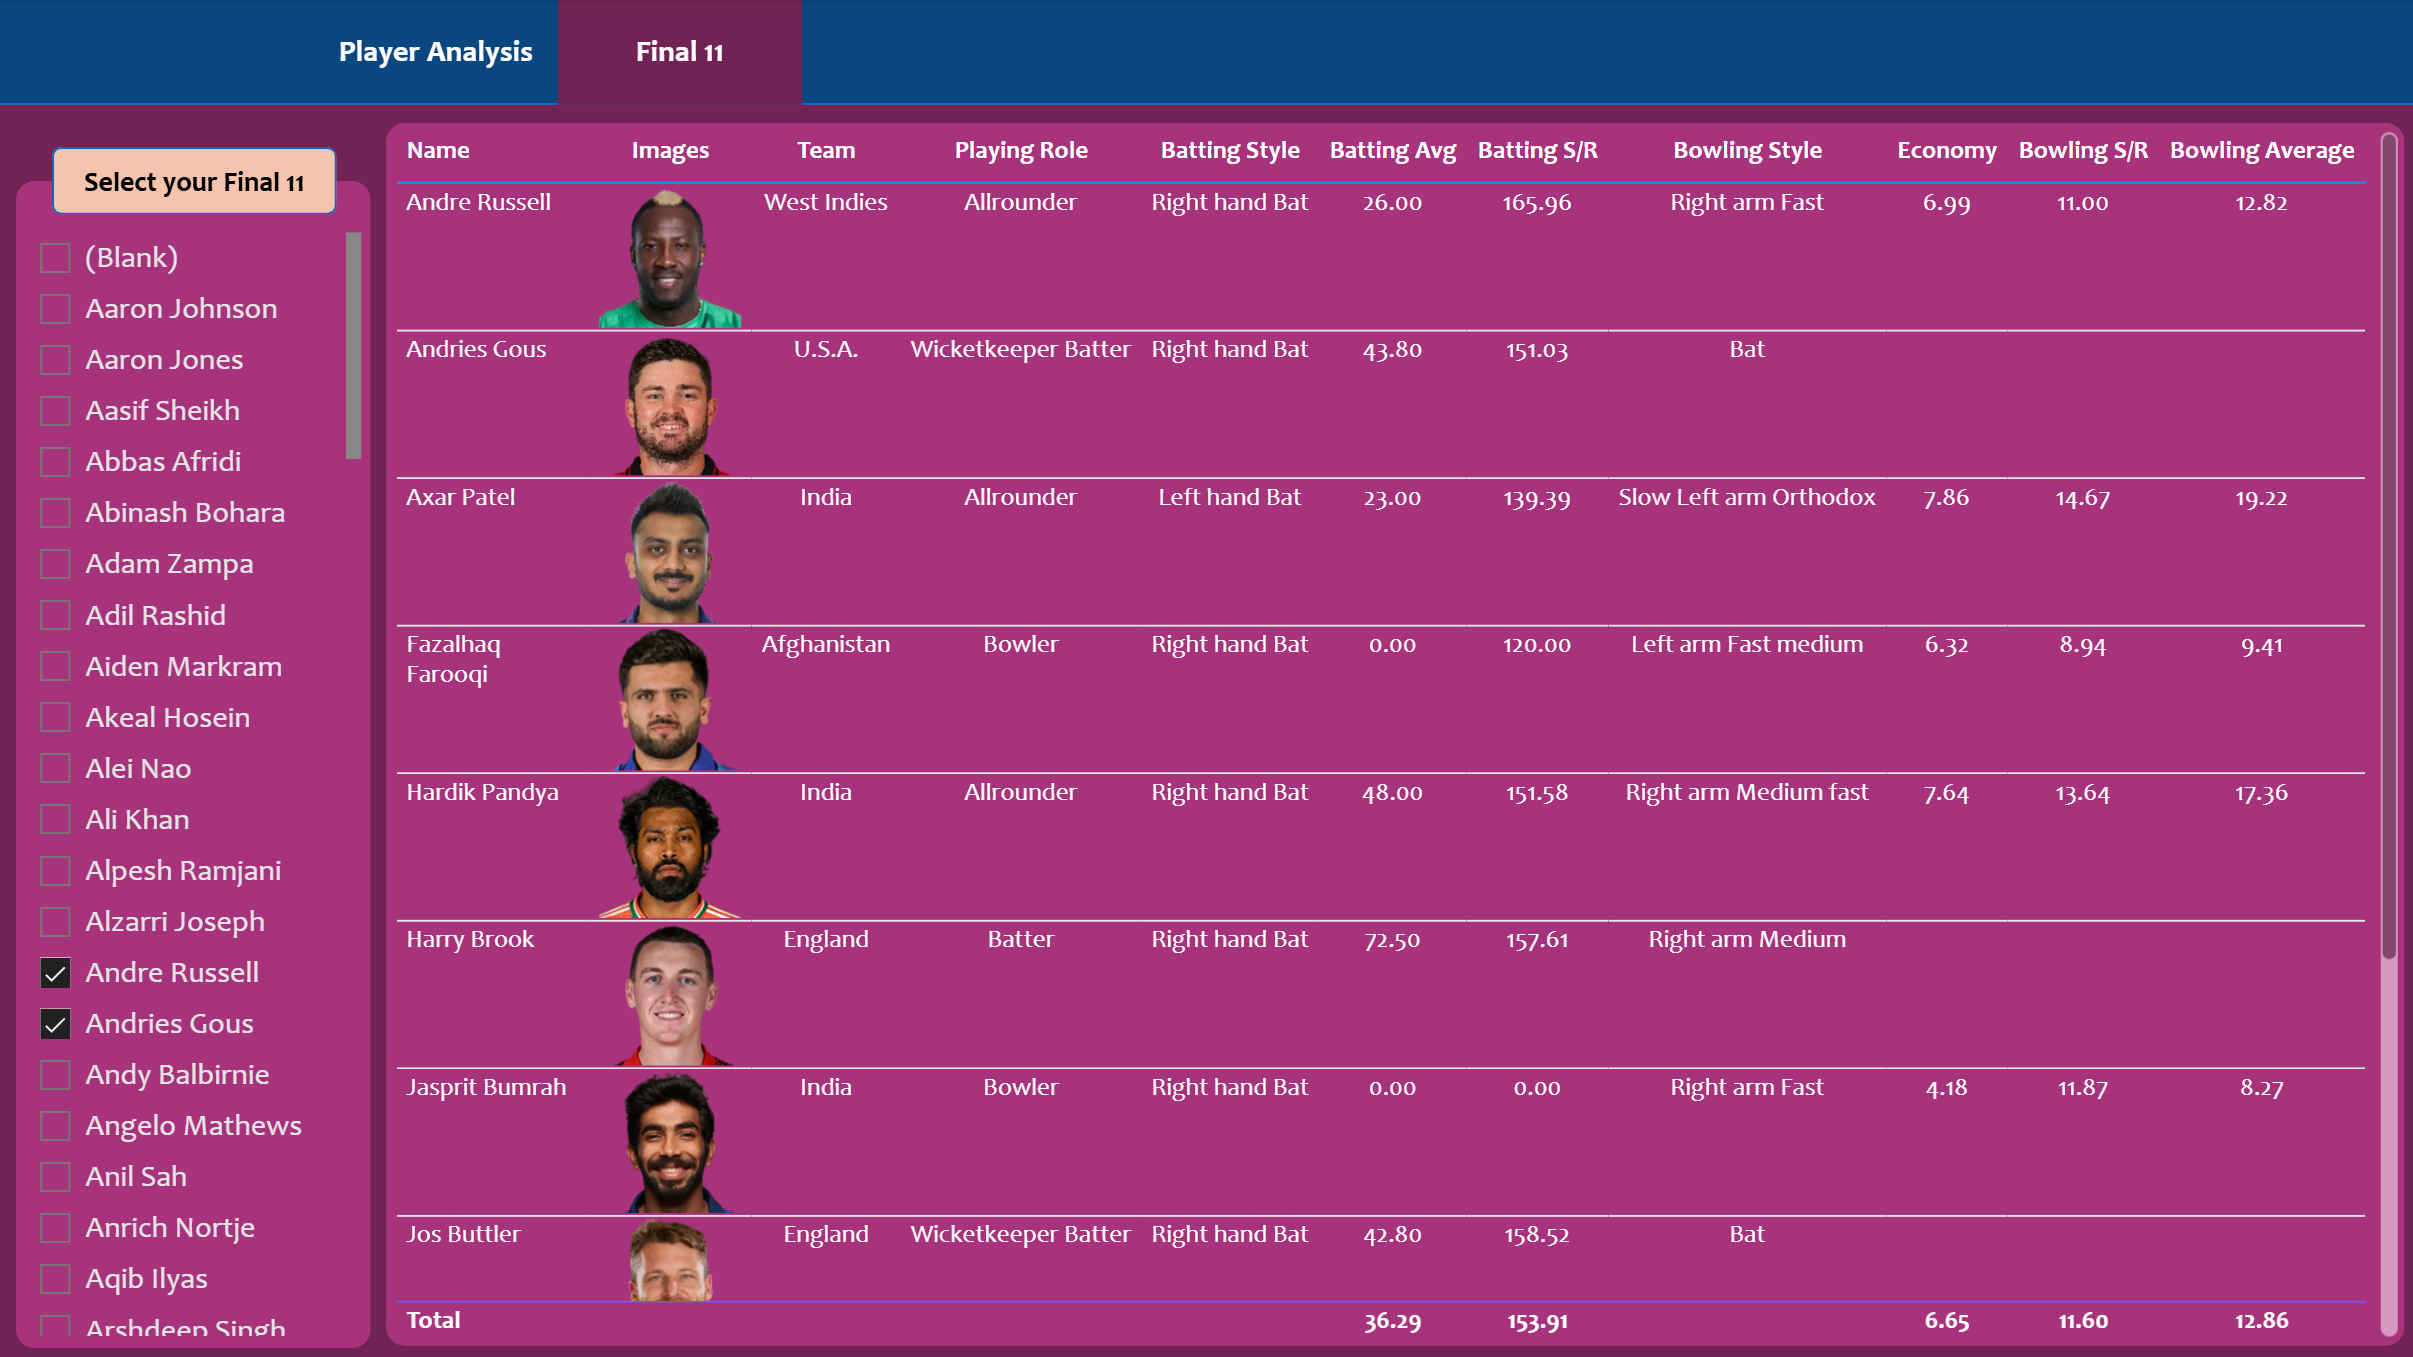 Player Analysis Final 11
Select your Final 11
(Blank)
Aaron Johnson
Aaron Jones
Aasif Sheikh
Abbas Afridi
Abinash Bohara
Adam Zampa
Adil Rashid
Aiden Markram
Akeal Hosein
Alei Nao
Ali Khan
Alpesh Ramjani
Alzarri Joseph
Andre Russell
Andries Gous
Andy Balbirnie
Angelo Mathews
Anil Sah
Anrich Nortje
Aqib Ilyas
Arshdeep Singh
Name Images Team Playing Role Batting Style Batting Avg Batting S/R Bowling Style Economy Bowling S/R Bowling Average
Andre Russell West Indies Allrounder Right hand Bat 26.00 165.96 Right arm Fast 6.99 11.00 12.82
Andries Gous U.S.A. Wicketkeeper Batter Right hand Bat 43.80 151.03 Bat
Axar Patel India Allrounder Left hand Bat 23.00 139.39 Slow Left arm Orthodox 7.86 14.67 19.22
Fazalhaq Afghanistan Bowler Right hand Bat 0.00 120.00 Left arm Fast medium 6.32 8.94 9.41
Farooqi
Hardik Pandya India Allrounder Right hand Bat 48.00 151.58 Right arm Medium fast 7.64 13.64 17.36
Harry Brook England Batter Right hand Bat 72.50 157.61 Right arm Medium
Jasprit Bumrah India Bowler Right hand Bat 0.00 0.00 Right arm Fast 4.18 11.87 8.27
Jos Buttler England Wicketkeeper Batter Right hand Bat 42.80 158.52 Bat
Total 36.29 153.91 6.65 11.60 12.86